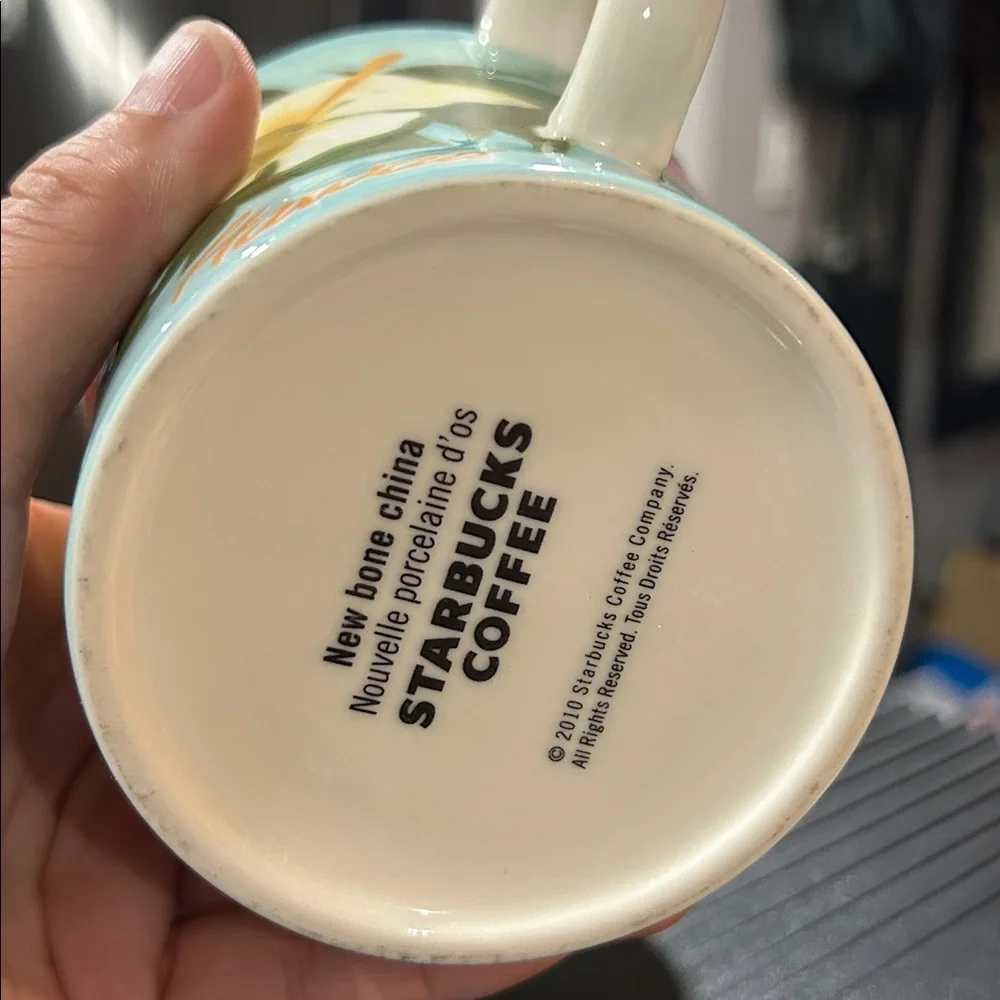 New bone china
Nouvelle porcelaine d'os
STARBUCKS
COFFEE
© 2010 Starbucks Coffee Company.
All Rights Reserved. Tous Droits Réservés.